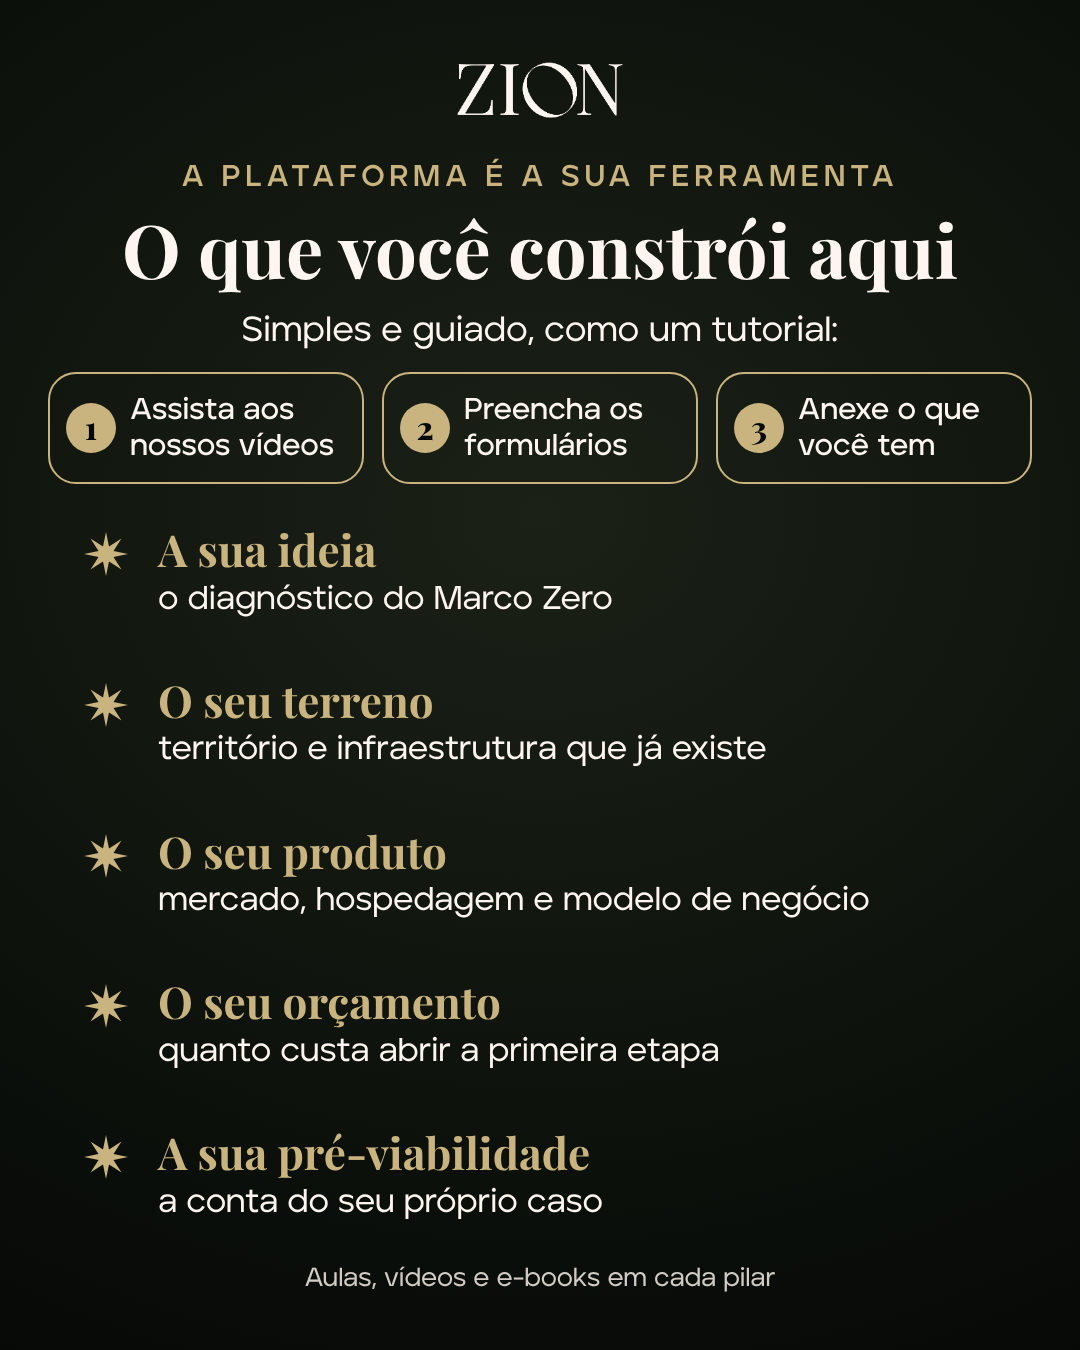 ZION
A PLATAFORMA É A SUA FERRAMENTA
O que você constrói aqui
Simples e guiado, como um tutorial:
1
Assista aos
nossos vídeos
2
Preencha os
formulários
3
Anexe o que
você tem
A sua ideia
o diagnóstico do Marco Zero
O seu terreno
território e infraestrutura que já existe
O seu produto
mercado, hospedagem e modelo de negócio
O seu orçamento
quanto custa abrir a primeira etapa
A sua pré-viabilidade
a conta do seu próprio caso
Aulas, vídeos e e-books em cada pilar